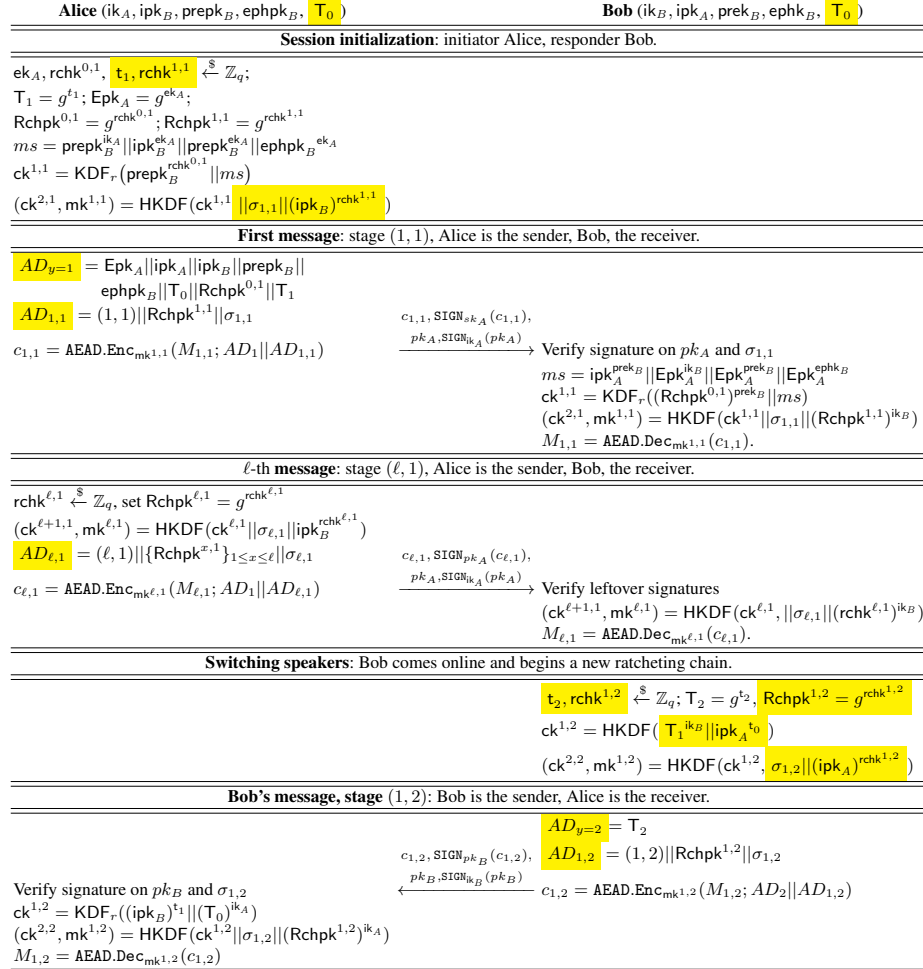 Alice (ik_A, ipk_B, prepk_B, ephpk_B, T_0)
Bob (ik_B, ipk_A, prek_B, ephk_B, T_0)
Session initialization: initiator Alice, responder Bob.
ek_A, rchk^{0,1}, t_1, rchk^{1,1} ←$ ℤ_q;
T_1 = g^{t_1}; Epk_A = g^{ek_A};
Rchpk^{0,1} = g^{rchk^{0,1}}; Rchpk^{1,1} = g^{rchk^{1,1}}
ms = prepk_B^{ik_A}||ipk_B^{ek_A}||prepk_B^{ek_A}||ephpk_B^{ek_A}
ck^{1,1} = KDF_r(prepk_B^{rchk^{0,1}}||ms)
(ck^{2,1}, mk^{1,1}) = HKDF(ck^{1,1} ||σ_{1,1}||(ipk_B)^{rchk^{1,1}} )
First message: stage (1, 1), Alice is the sender, Bob, the receiver.
AD_{y=1} = Epk_A||ipk_A||ipk_B||prepk_B||
ephpk_B||T_0||Rchpk^{0,1}||T_1
AD_{1,1} = (1, 1)||Rchpk^{1,1}||σ_{1,1}
c_{1,1}, SIGN_{sk_A}(c_{1,1}),
pk_A, SIGN_{ik_A}(pk_A)
c_{1,1} = AEAD.Enc_{mk^{1,1}}(M_{1,1}; AD_1||AD_{1,1})
Verify signature on pk_A and σ_{1,1}
ms = ipk_A^{prek_B}||Epk_A^{ik_B}||Epk_A^{prek_B}||Epk_A^{ephk_B}
ck^{1,1} = KDF_r((Rchpk^{0,1})^{prek_B}||ms)
(ck^{2,1}, mk^{1,1}) = HKDF(ck^{1,1}||σ_{1,1}||(Rchpk^{1,1})^{ik_B})
M_{1,1} = AEAD.Dec_{mk^{1,1}}(c_{1,1}).
ℓ-th message: stage (ℓ, 1), Alice is the sender, Bob, the receiver.
rchk^{ℓ,1} ←$ ℤ_q, set Rchpk^{ℓ,1} = g^{rchk^{ℓ,1}}
(ck^{ℓ+1,1}, mk^{ℓ,1}) = HKDF(ck^{ℓ,1}||σ_{ℓ,1}||ipk_B^{rchk^{ℓ,1}})
AD_{ℓ,1} = (ℓ, 1)||{Rchpk^{x,1}}_{1≤x≤ℓ}||σ_{ℓ,1}
c_{ℓ,1}, SIGN_{pk_A}(c_{ℓ,1}),
pk_A, SIGN_{ik_A}(pk_A)
c_{ℓ,1} = AEAD.Enc_{mk^{ℓ,1}}(M_{ℓ,1}; AD_1||AD_{ℓ,1})
Verify leftover signatures
(ck^{ℓ+1,1}, mk^{ℓ,1}) = HKDF(ck^{ℓ,1}, ||σ_{ℓ,1}||(rchk^{ℓ,1})^{ik_B})
M_{ℓ,1} = AEAD.Dec_{mk^{ℓ,1}}(c_{ℓ,1}).
Switching speakers: Bob comes online and begins a new ratcheting chain.
t_2, rchk^{1,2} ←$ ℤ_q; T_2 = g^{t_2}, Rchpk^{1,2} = g^{rchk^{1,2}}
ck^{1,2} = HKDF( T_1^{ik_B}||ipk_A^{t_0} )
(ck^{2,2}, mk^{1,2}) = HKDF(ck^{1,2}, σ_{1,2}||(ipk_A)^{rchk^{1,2}} )
Bob's message, stage (1, 2): Bob is the sender, Alice is the receiver.
AD_{y=2} = T_2
AD_{1,2} = (1, 2)||Rchpk^{1,2}||σ_{1,2}
c_{1,2}, SIGN_{pk_B}(c_{1,2}),
pk_B, SIGN_{ik_B}(pk_B)
c_{1,2} = AEAD.Enc_{mk^{1,2}}(M_{1,2}; AD_2||AD_{1,2})
Verify signature on pk_B and σ_{1,2}
ck^{1,2} = KDF_r((ipk_B)^{t_1}||(T_0)^{ik_A})
(ck^{2,2}, mk^{1,2}) = HKDF(ck^{1,2}||σ_{1,2}||(Rchpk^{1,2})^{ik_A})
M_{1,2} = AEAD.Dec_{mk^{1,2}}(c_{1,2})